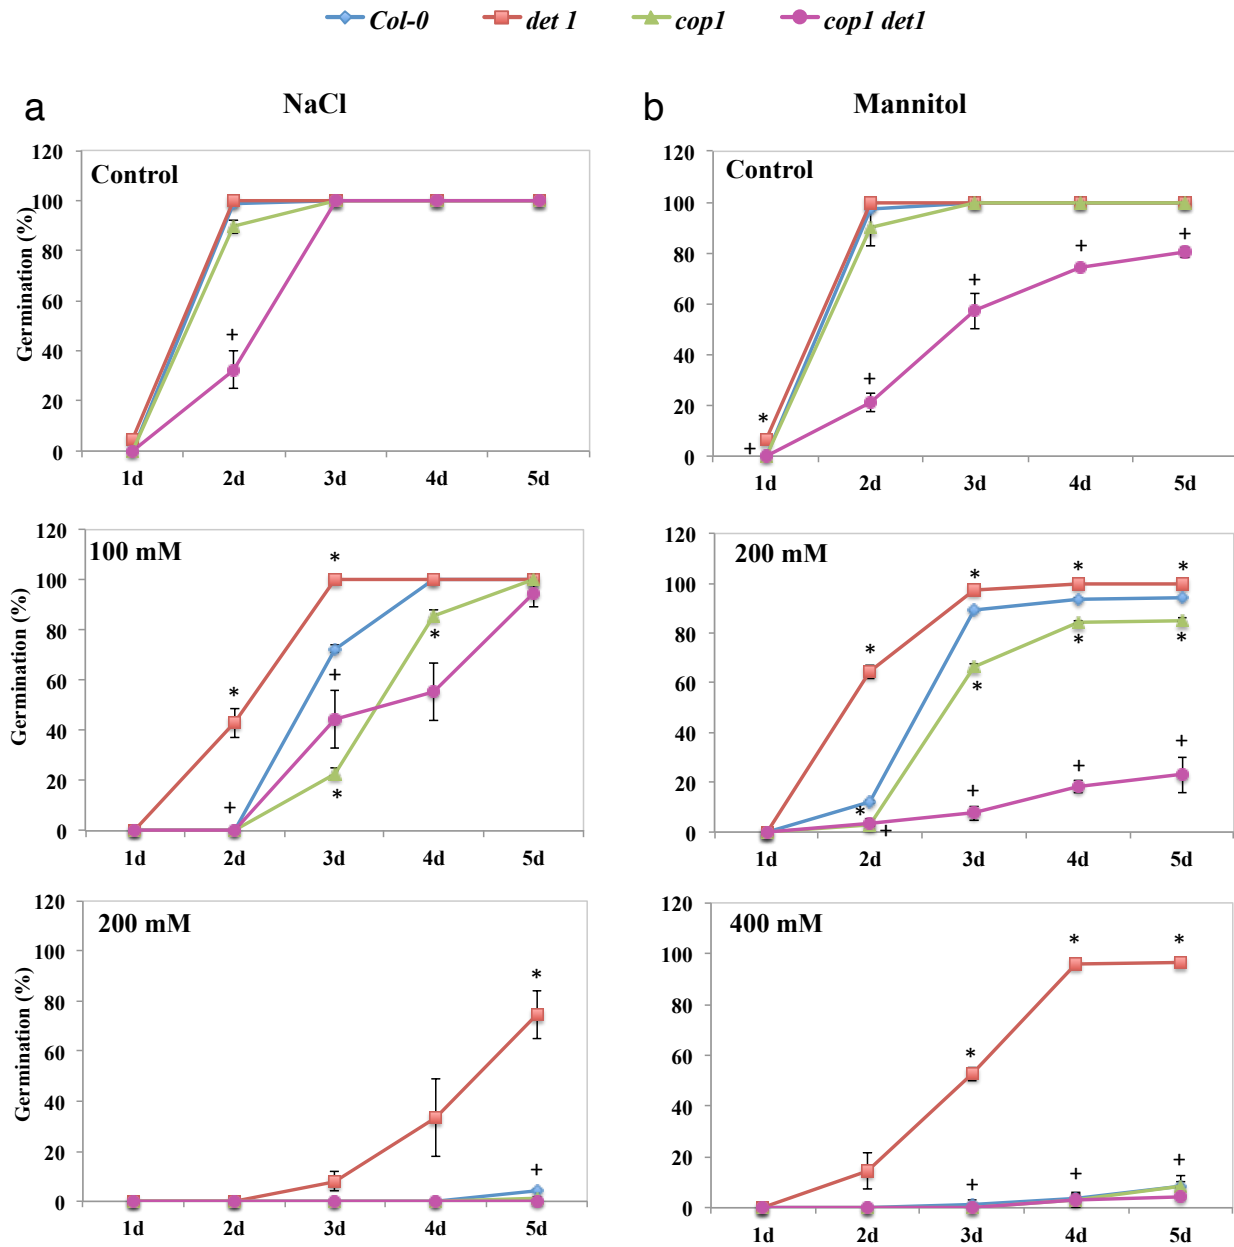 Col-0 det 1 cop1 cop1 det1
a NaCl
b Mannitol
Control
Germination (%)
120
100
80
60
40
20
0
1d 2d 3d 4d 5d
+
Control
120
100
80
60
40
20
0
1d 2d 3d 4d 5d
* + + + + +
100 mM
Germination (%)
120
100
80
60
40
20
0
1d 2d 3d 4d 5d
* * + + * *
200 mM
120
100
80
60
40
20
0
1d 2d 3d 4d 5d
* * * * * * * * + + + +
200 mM
Germination (%)
120
100
80
60
40
20
0
1d 2d 3d 4d 5d
* +
400 mM
120
100
80
60
40
20
0
1d 2d 3d 4d 5d
* * * + + +